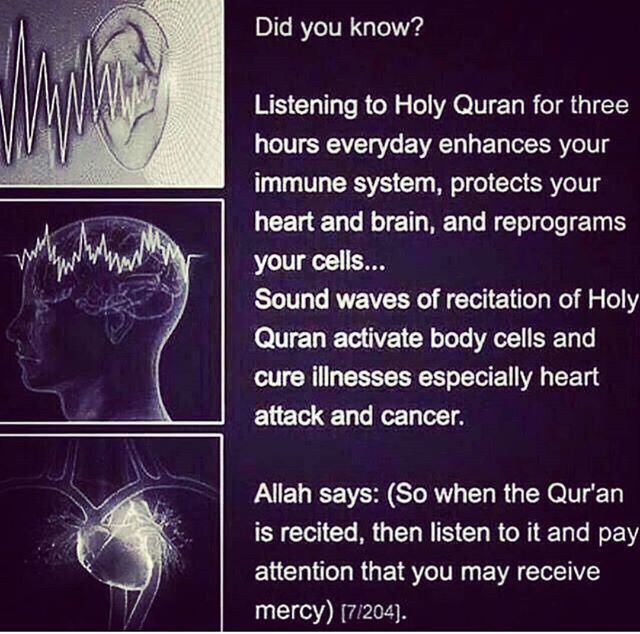 Did you know?
Listening to Holy Quran for three
hours everyday enhances your
immune system, protects your
heart and brain, and reprograms
your cells...
Sound waves of recitation of Holy
Quran activate body cells and
cure illnesses especially heart
attack and cancer.
Allah says: (So when the Qur'an
is recited, then listen to it and pay
attention that you may receive
mercy) [7/204].